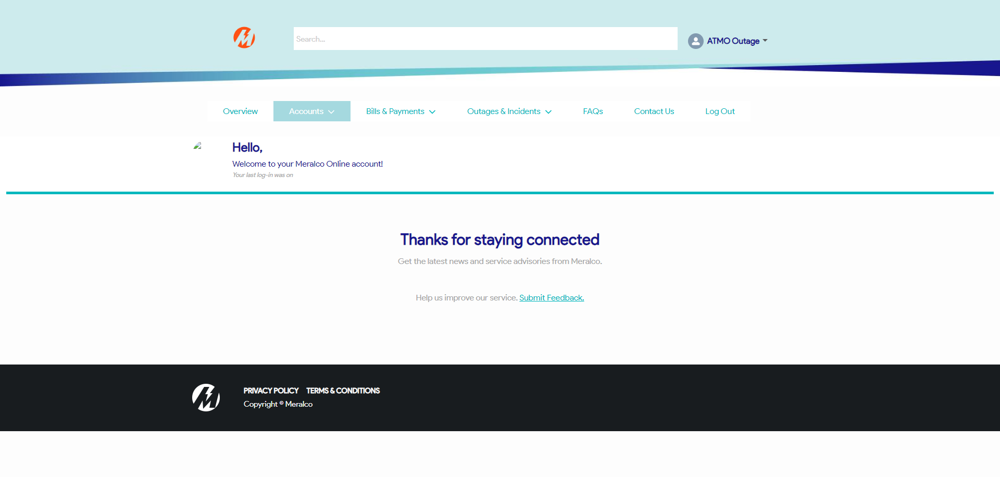 Search...
ATMO Outage
Overview
Accounts
Bills & Payments
Outages & Incidents
FAQs
Contact Us
Log Out
Hello,
Welcome to your Meralco Online account!
Your last log-in was on
Thanks for staying connected
Get the latest news and service advisories from Meralco.
Help us improve our service. Submit Feedback.
PRIVACY POLICY TERMS & CONDITIONS
Copyright © Meralco